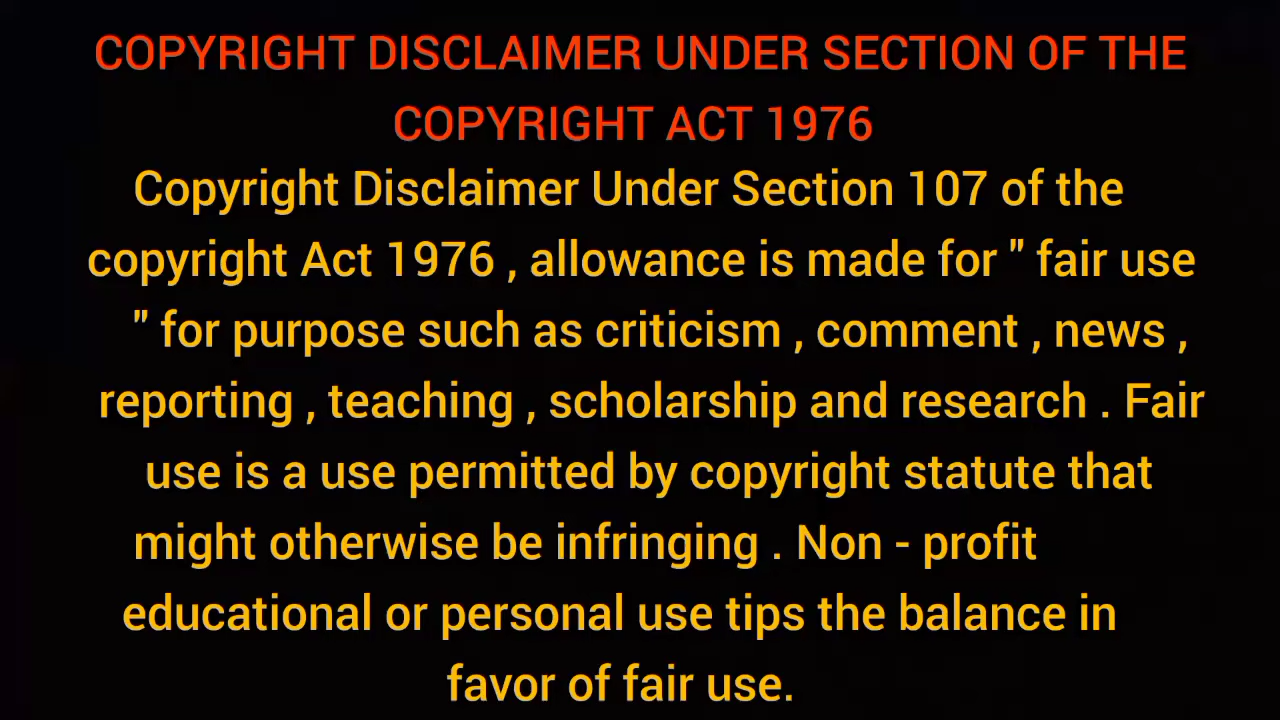 COPYRIGHT DISCLAIMER UNDER SECTION OF THE
COPYRIGHT ACT 1976
Copyright Disclaimer Under Section 107 of the
copyright Act 1976 , allowance is made for " fair use
" for purpose such as criticism , comment , news ,
reporting , teaching , scholarship and research . Fair
use is a use permitted by copyright statute that
might otherwise be infringing . Non - profit
educational or personal use tips the balance in
favor of fair use.